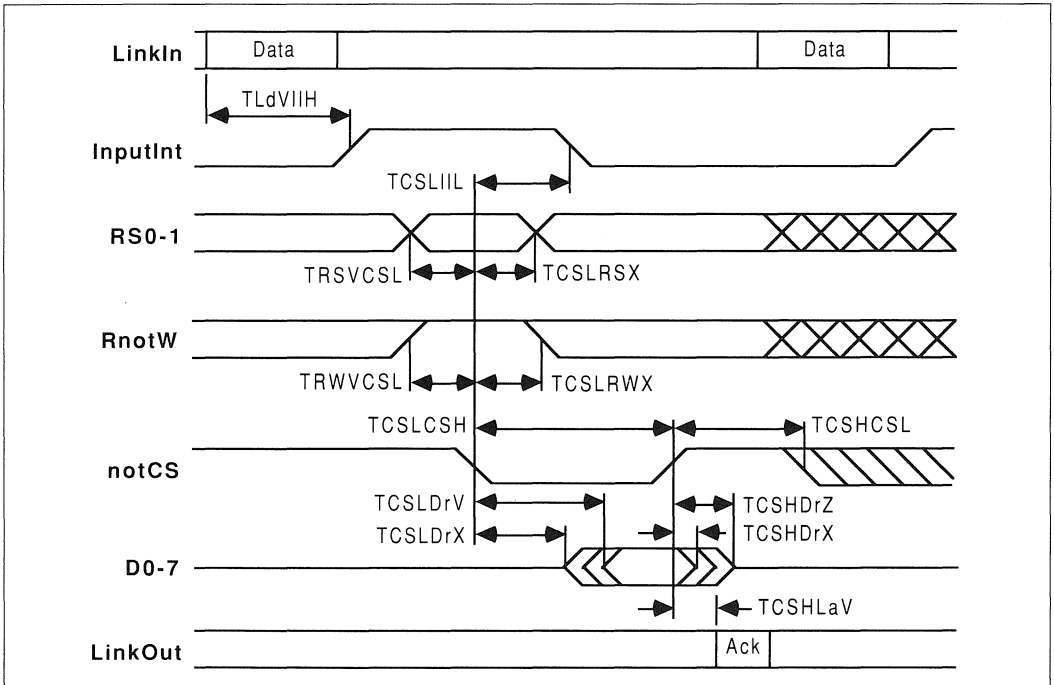 LinkIn Data Data
TLdVIIH
InputInt
TCSLIIL
RS0-1
TRSVCSL TCSLRSX
RnotW
TRWVCSL TCSLRWX
TCSLCSH TCSHCSL
notCS
TCSLDrV TCSHDrZ
TCSLDrX TCSHDrX
D0-7
TCSHLaV
LinkOut Ack